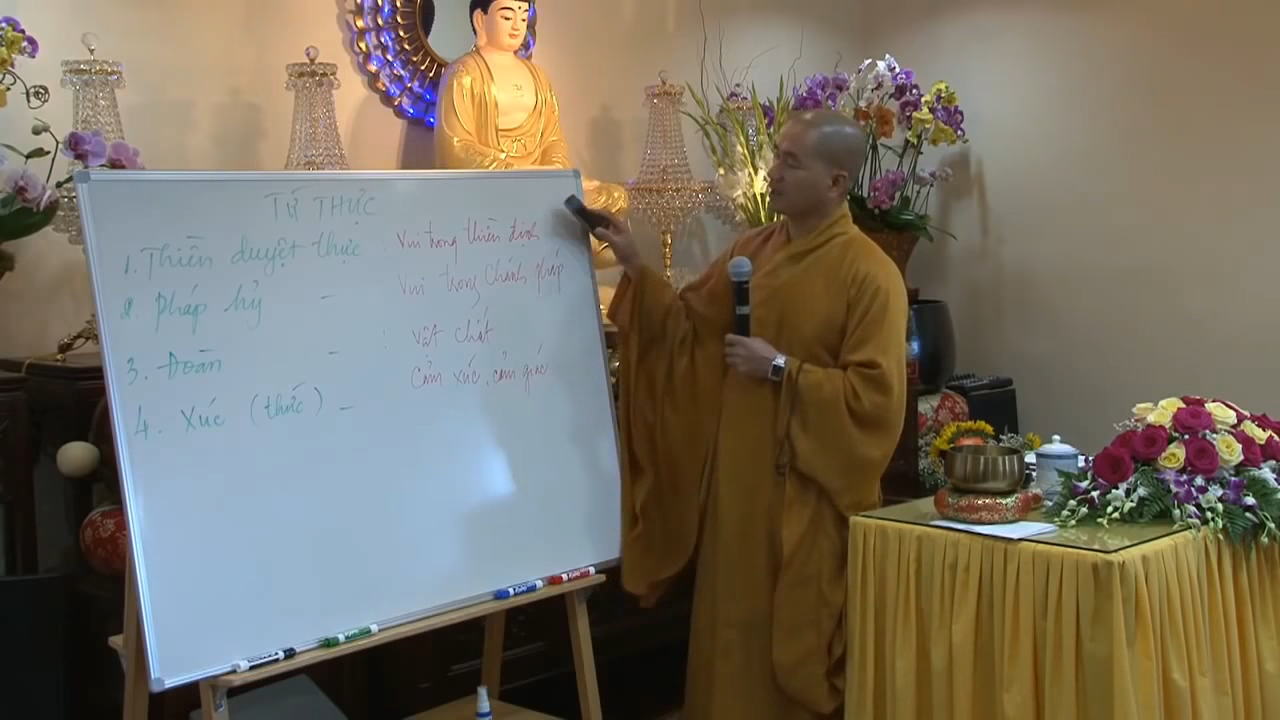 TỨ THỰC
1. Thiền duyệt thực : Vui trong thiền định
2. Pháp hỷ – Vui trong chánh pháp
3. Đoàn – : vật chất
4. Xúc (thức) – Cảm xúc, cảm giác